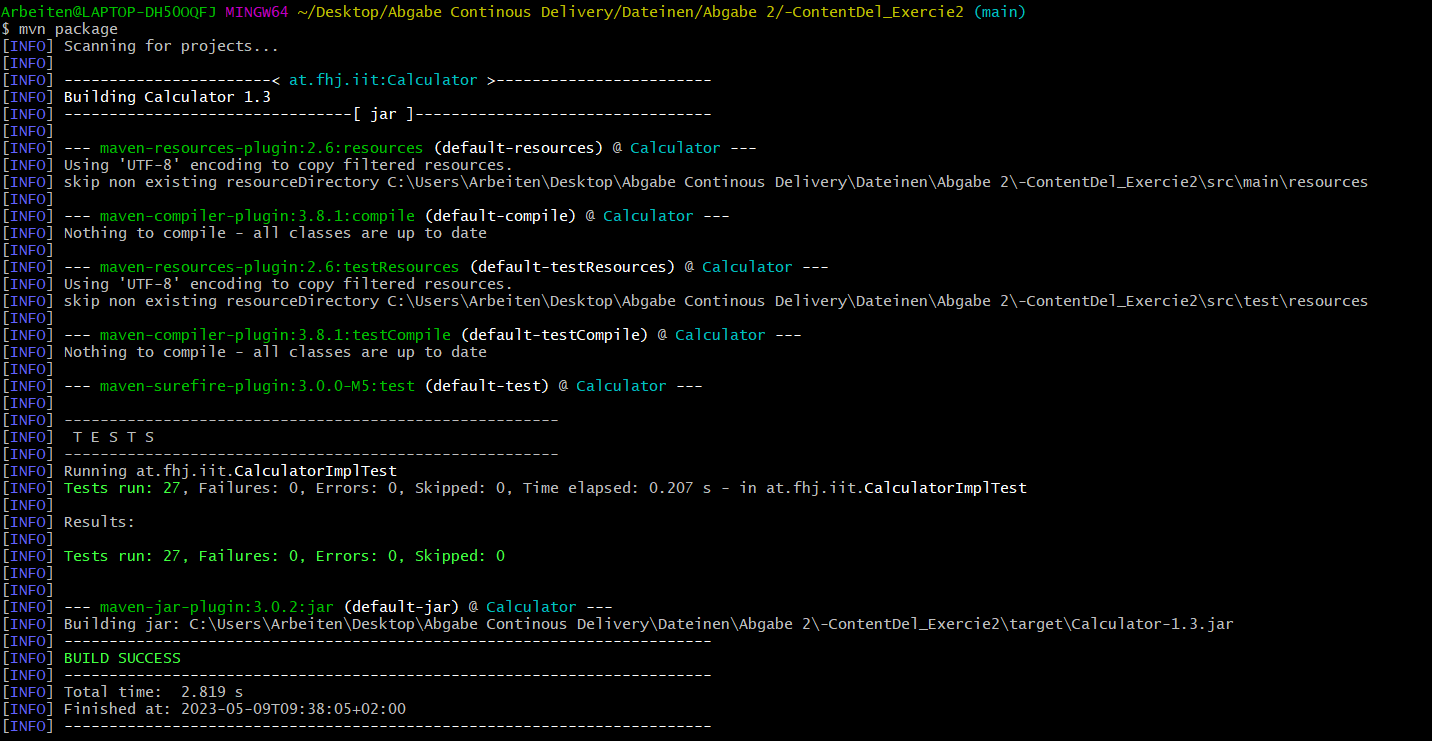 Arbeiten@LAPTOP-DH5OOQFJ MINGW64 ~/Desktop/Abgabe Continous Delivery/Dateinen/Abgabe 2/-ContentDel_Exercie2 (main)
$ mvn package
[INFO] Scanning for projects...
[INFO]
[INFO] -----------------------< at.fhj.iit:Calculator >------------------------
[INFO] Building Calculator 1.3
[INFO] --------------------------------[ jar ]---------------------------------
[INFO]
[INFO] --- maven-resources-plugin:2.6:resources (default-resources) @ Calculator ---
[INFO] Using 'UTF-8' encoding to copy filtered resources.
[INFO] skip non existing resourceDirectory C:\Users\Arbeiten\Desktop\Abgabe Continous Delivery\Dateinen\Abgabe 2\-ContentDel_Exercie2\src\main\resources
[INFO]
[INFO] --- maven-compiler-plugin:3.8.1:compile (default-compile) @ Calculator ---
[INFO] Nothing to compile - all classes are up to date
[INFO]
[INFO] --- maven-resources-plugin:2.6:testResources (default-testResources) @ Calculator ---
[INFO] Using 'UTF-8' encoding to copy filtered resources.
[INFO] skip non existing resourceDirectory C:\Users\Arbeiten\Desktop\Abgabe Continous Delivery\Dateinen\Abgabe 2\-ContentDel_Exercie2\src\test\resources
[INFO]
[INFO] --- maven-compiler-plugin:3.8.1:testCompile (default-testCompile) @ Calculator ---
[INFO] Nothing to compile - all classes are up to date
[INFO]
[INFO] --- maven-surefire-plugin:3.0.0-M5:test (default-test) @ Calculator ---
[INFO]
[INFO] -------------------------------------------------------
[INFO]  T E S T S
[INFO] -------------------------------------------------------
[INFO] Running at.fhj.iit.CalculatorImplTest
[INFO] Tests run: 27, Failures: 0, Errors: 0, Skipped: 0, Time elapsed: 0.207 s - in at.fhj.iit.CalculatorImplTest
[INFO]
[INFO] Results:
[INFO]
[INFO] Tests run: 27, Failures: 0, Errors: 0, Skipped: 0
[INFO]
[INFO]
[INFO] --- maven-jar-plugin:3.0.2:jar (default-jar) @ Calculator ---
[INFO] Building jar: C:\Users\Arbeiten\Desktop\Abgabe Continous Delivery\Dateinen\Abgabe 2\-ContentDel_Exercie2\target\Calculator-1.3.jar
[INFO] ------------------------------------------------------------------------
[INFO] BUILD SUCCESS
[INFO] ------------------------------------------------------------------------
[INFO] Total time:  2.819 s
[INFO] Finished at: 2023-05-09T09:38:05+02:00
[INFO] ------------------------------------------------------------------------